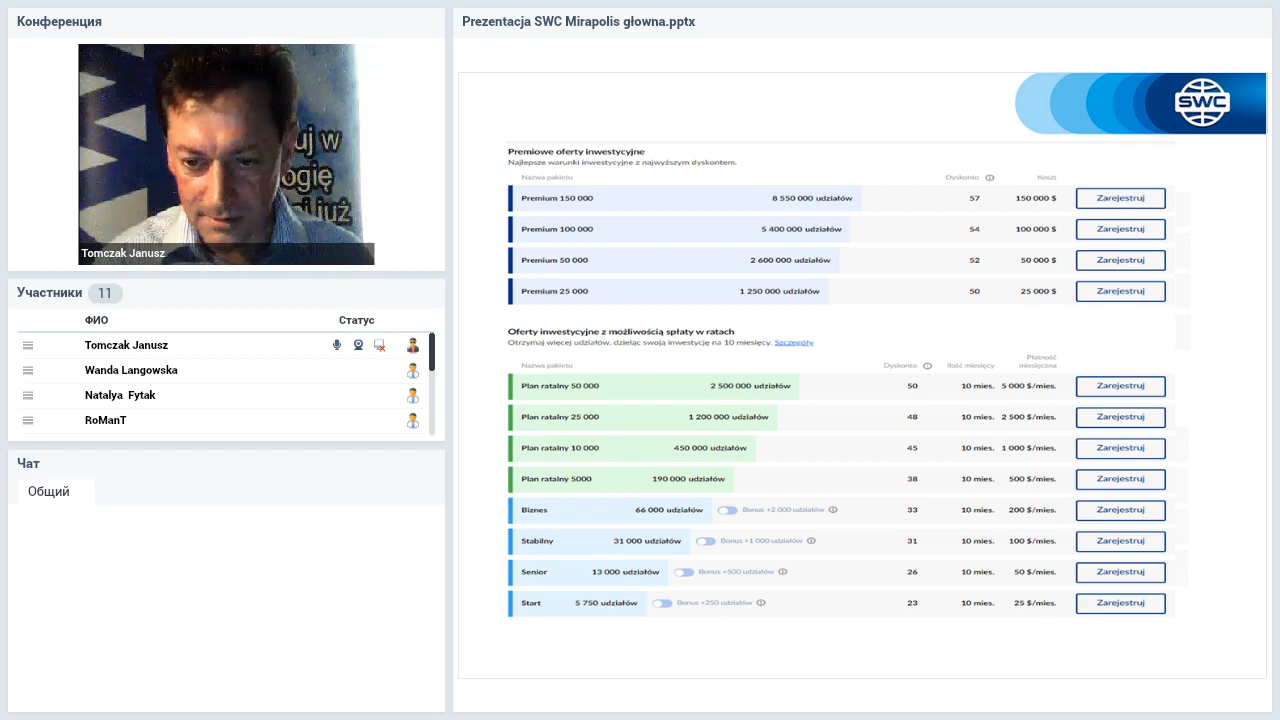 Конференция
uj w
ogię
już
Tomczak Janusz
Участники 11
ФИО Статус
Tomczak Janusz
Wanda Langowska
Natalya Fytak
RoManT
Чат
Общий
Prezentacja SWC Mirapolis głowna.pptx
SWC
Premiowe oferty inwestycyjne
Najlepsze warunki inwestycyjne z najwyższym dyskontem.
Nazwa pakietu Dyskonto Koszt
Premium 150 000 8 550 000 udziałów 57 150 000 $ Zarejestruj
Premium 100 000 5 400 000 udziałów 54 100 000 $ Zarejestruj
Premium 50 000 2 600 000 udziałów 52 50 000 $ Zarejestruj
Premium 25 000 1 250 000 udziałów 50 25 000 $ Zarejestruj
Oferty inwestycyjne z możliwością spłaty w ratach
Otrzymaj więcej udziałów, dzieląc swoją inwestycję na 10 miesięcy. Szczegóły
Nazwa pakietu Dyskonto Ilość miesięcy Płatność miesięczna
Plan ratalny 50 000 2 500 000 udziałów 50 10 mies. 5 000 $/mies. Zarejestruj
Plan ratalny 25 000 1 200 000 udziałów 48 10 mies. 2 500 $/mies. Zarejestruj
Plan ratalny 10 000 450 000 udziałów 45 10 mies. 1 000 $/mies. Zarejestruj
Plan ratalny 5000 190 000 udziałów 38 10 mies. 500 $/mies. Zarejestruj
Biznes 66 000 udziałów Bonus +2 000 udziałów 33 10 mies. 200 $/mies. Zarejestruj
Stabilny 31 000 udziałów Bonus +1 000 udziałów 31 10 mies. 100 $/mies. Zarejestruj
Senior 13 000 udziałów Bonus +500 udziałów 26 10 mies. 50 $/mies. Zarejestruj
Start 5 750 udziałów Bonus +250 udziałów 23 10 mies. 25 $/mies. Zarejestruj